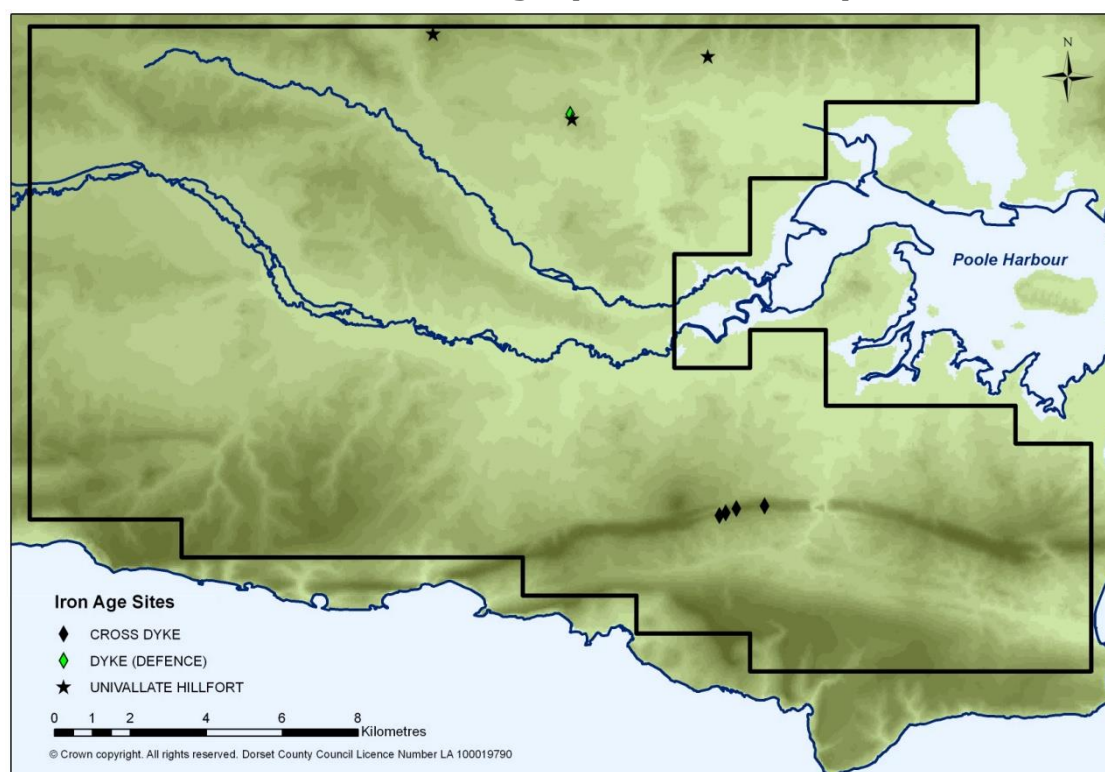 N
Poole Harbour
Iron Age Sites
CROSS DYKE
DYKE (DEFENCE)
UNIVALLATE HILLFORT
0 1 2 4 6 8
Kilometres
© Crown copyright. All rights reserved. Dorset County Council Licence Number LA 100019790